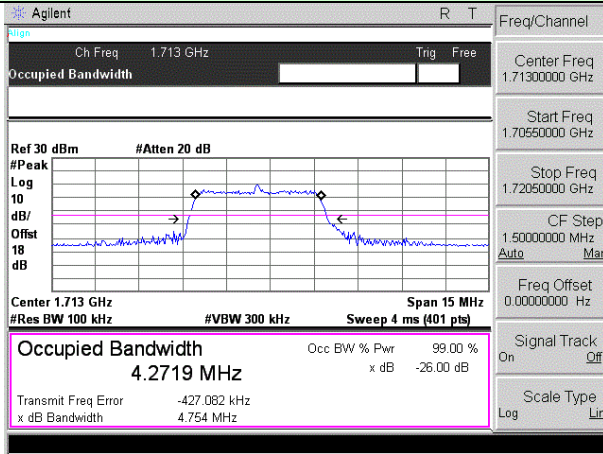 Agilent R T
Align
Ch Freq 1.713 GHz Trig Free
Occupied Bandwidth
Ref 30 dBm #Atten 20 dB
#Peak
Log
10
dB/
Offst
18
dB
Center 1.713 GHz Span 15 MHz
#Res BW 100 kHz #VBW 300 kHz Sweep 4 ms (401 pts)
Occupied Bandwidth Occ BW % Pwr 99.00 %
4.2719 MHz x dB -26.00 dB
Transmit Freq Error -427.082 kHz
x dB Bandwidth 4.754 MHz
Freq/Channel
Center Freq
1.71300000 GHz
Start Freq
1.70550000 GHz
Stop Freq
1.72050000 GHz
CF Step
1.50000000 MHz
Auto Mar
Freq Offset
0.00000000 Hz
Signal Track
On Off
Scale Type
Log Lin